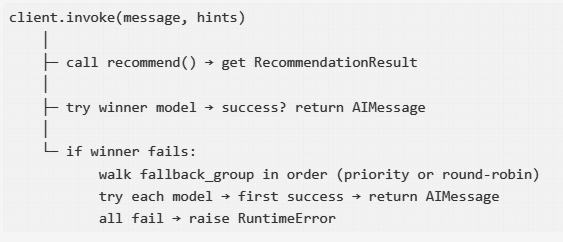 client.invoke(message, hints)
│
├─ call recommend() → get RecommendationResult
│
├─ try winner model → success? return AIMessage
│
└─ if winner fails:
walk fallback_group in order (priority or round-robin)
try each model → first success → return AIMessage
all fail → raise RuntimeError